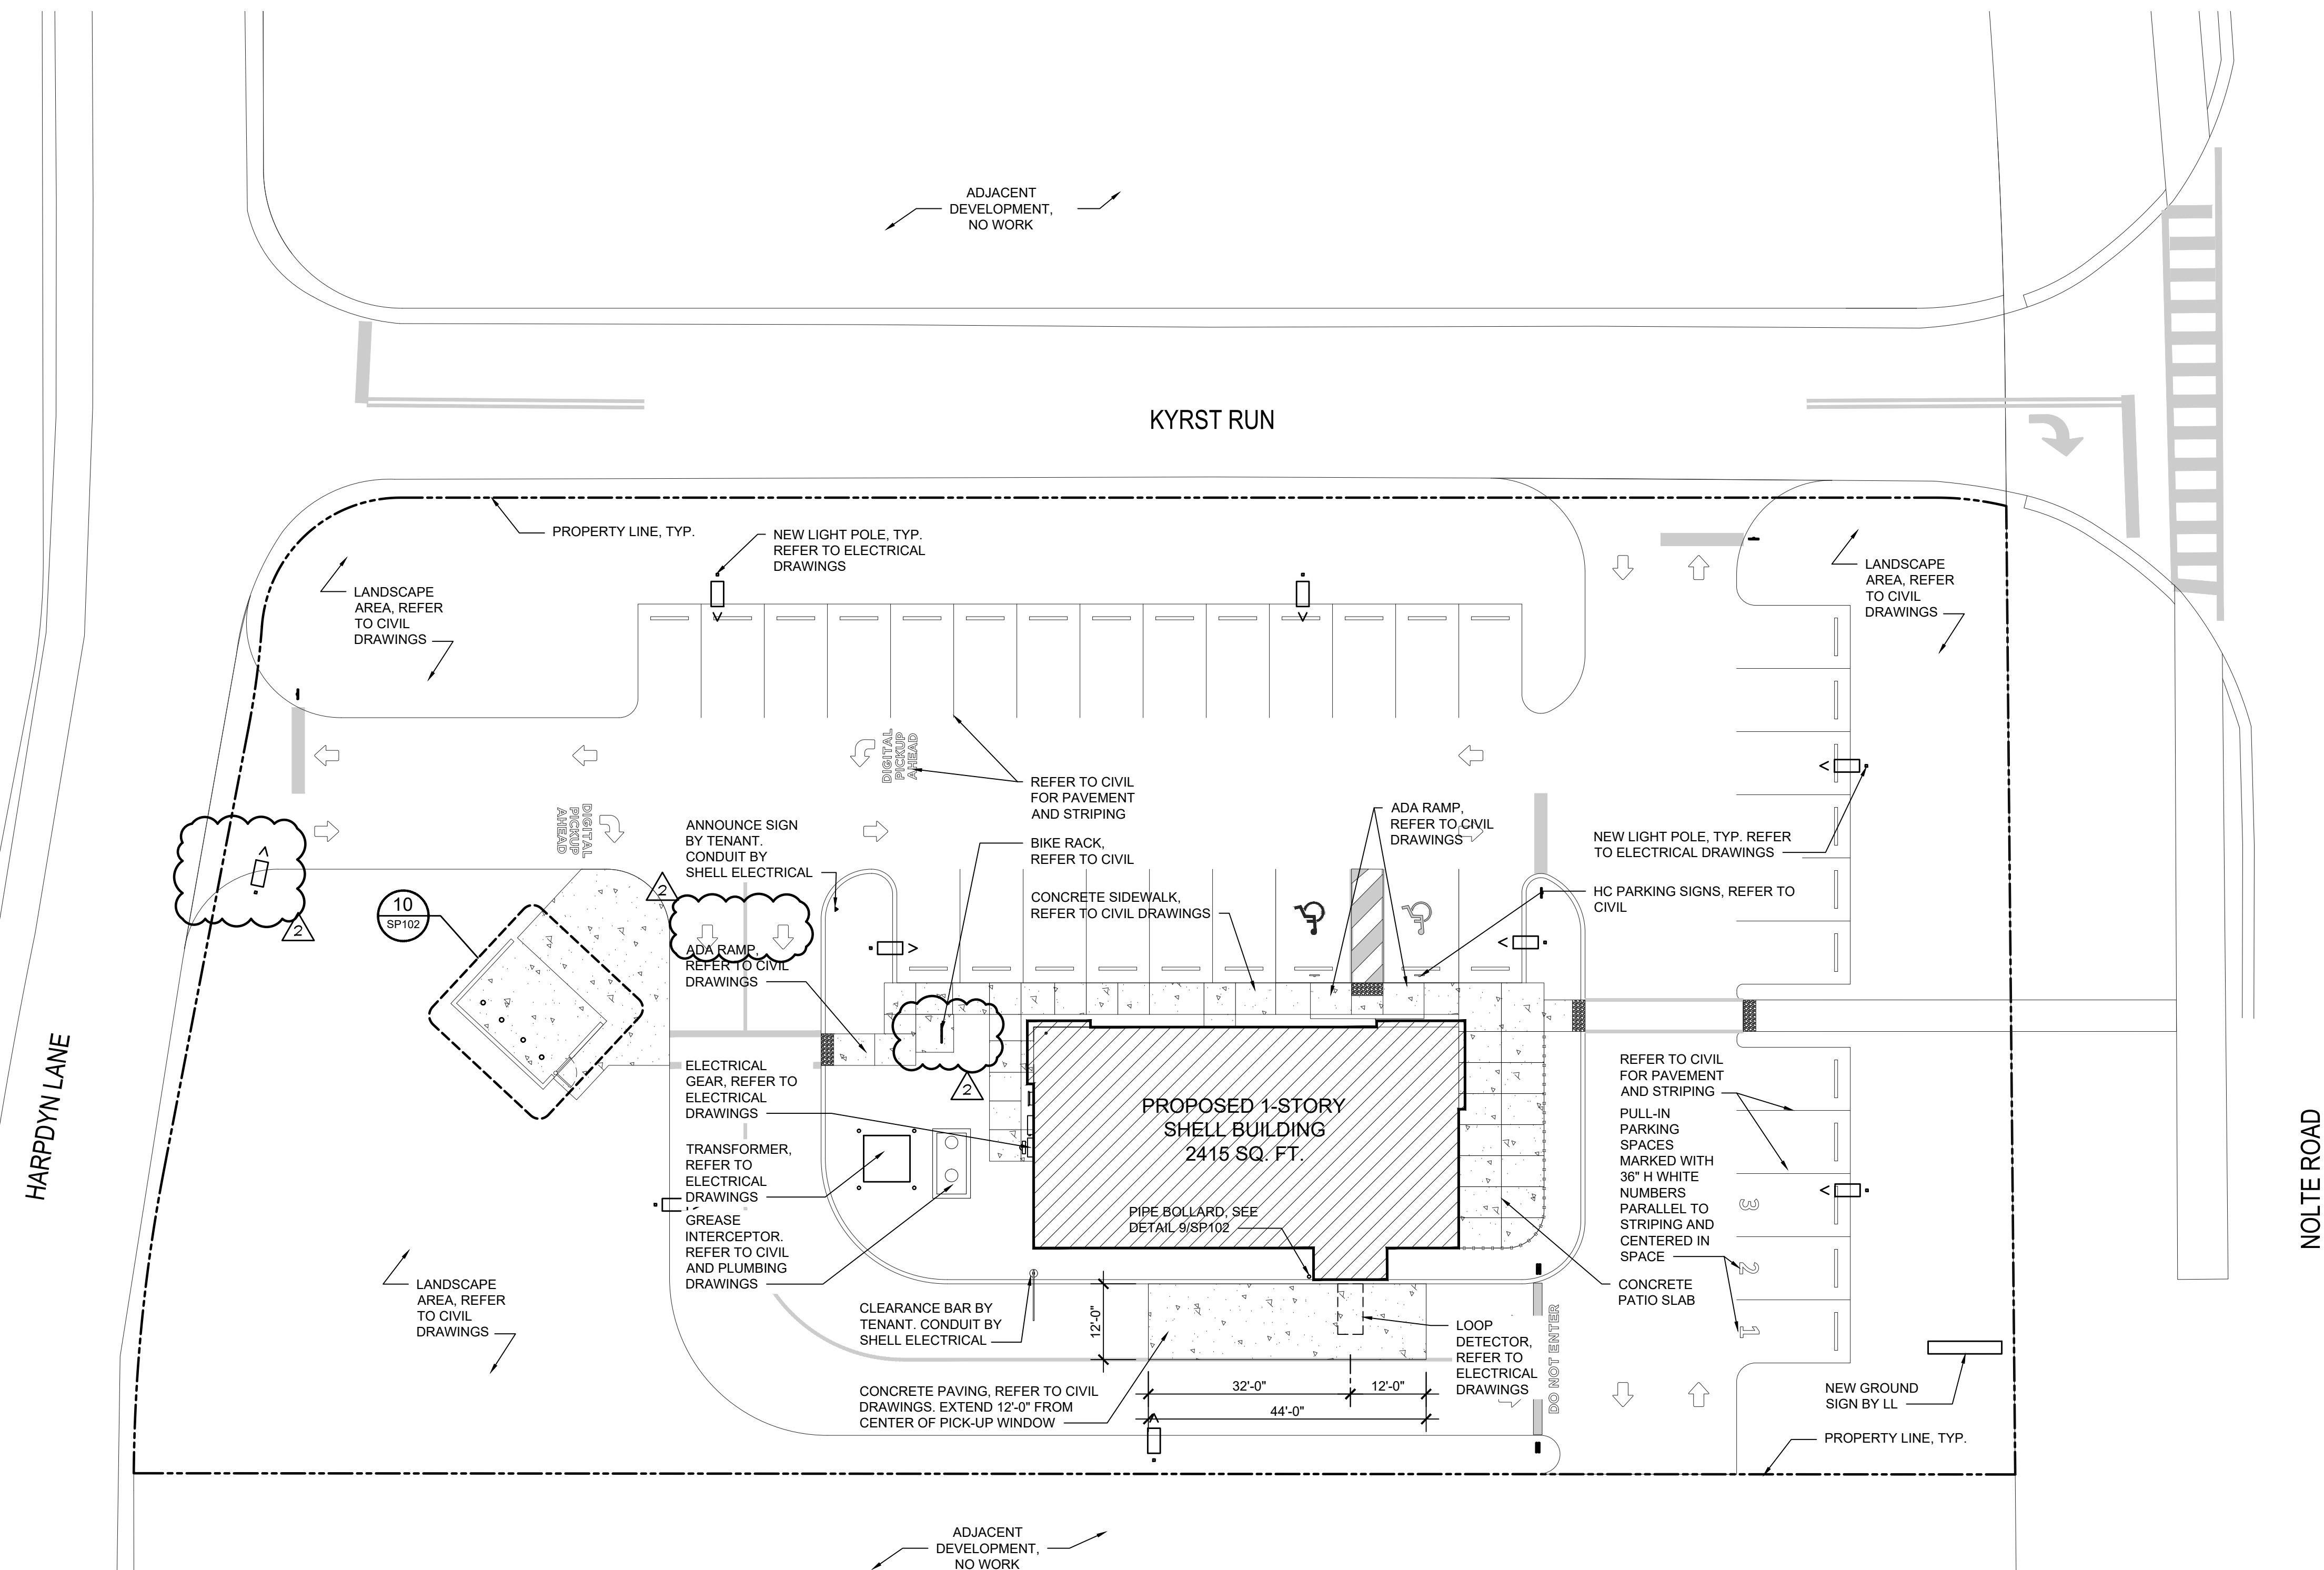 ADJACENT
DEVELOPMENT,
NO WORK
KYRST RUN
PROPERTY LINE, TYP.
NEW LIGHT POLE, TYP.
REFER TO ELECTRICAL
DRAWINGS
LANDSCAPE
AREA, REFER
TO CIVIL
DRAWINGS
LANDSCAPE
AREA, REFER
TO CIVIL
DRAWINGS
DIGITAL
PICKUP
AHEAD
REFER TO CIVIL
FOR PAVEMENT
AND STRIPING
DIGITAL
PICKUP
AHEAD
ANNOUNCE SIGN
BY TENANT.
CONDUIT BY
SHELL ELECTRICAL
BIKE RACK,
REFER TO CIVIL
ADA RAMP,
REFER TO CIVIL
DRAWINGS
NEW LIGHT POLE, TYP. REFER
TO ELECTRICAL DRAWINGS
HC PARKING SIGNS, REFER TO
CIVIL
CONCRETE SIDEWALK,
REFER TO CIVIL DRAWINGS
2
2
10
SP102
ADA RAMP,
REFER TO CIVIL
DRAWINGS
2
ELECTRICAL
GEAR, REFER TO
ELECTRICAL
DRAWINGS
PROPOSED 1-STORY
SHELL BUILDING
2415 SQ. FT.
REFER TO CIVIL
FOR PAVEMENT
AND STRIPING
PULL-IN
PARKING
SPACES
MARKED WITH
36" H WHITE
NUMBERS
PARALLEL TO
STRIPING AND
CENTERED IN
SPACE
3
2
1
HARPDYN LANE
NOLTE ROAD
TRANSFORMER,
REFER TO
ELECTRICAL
DRAWINGS
GREASE
INTERCEPTOR.
REFER TO CIVIL
AND PLUMBING
DRAWINGS
PIPE BOLLARD, SEE
DETAIL 9/SP102
CONCRETE
PATIO SLAB
LANDSCAPE
AREA, REFER
TO CIVIL
DRAWINGS
CLEARANCE BAR BY
TENANT. CONDUIT BY
SHELL ELECTRICAL
12'-0"
LOOP
DETECTOR,
REFER TO
ELECTRICAL
DRAWINGS
DO NOT ENTER
CONCRETE PAVING, REFER TO CIVIL
DRAWINGS. EXTEND 12'-0" FROM
CENTER OF PICK-UP WINDOW
32'-0"
12'-0"
44'-0"
NEW GROUND
SIGN BY LL
PROPERTY LINE, TYP.
ADJACENT
DEVELOPMENT,
NO WORK